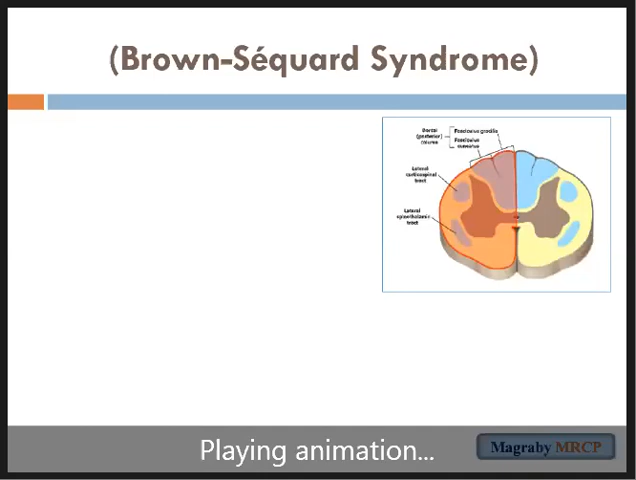 (Brown-Séquard Syndrome)
Dorsal
(posterior)
column
Fasciculus gracilis
Fasciculus
cuneatus
Lateral
corticospinal
tract
Lateral
spinothalamic
tract
Playing animation...
Magraby MRCP